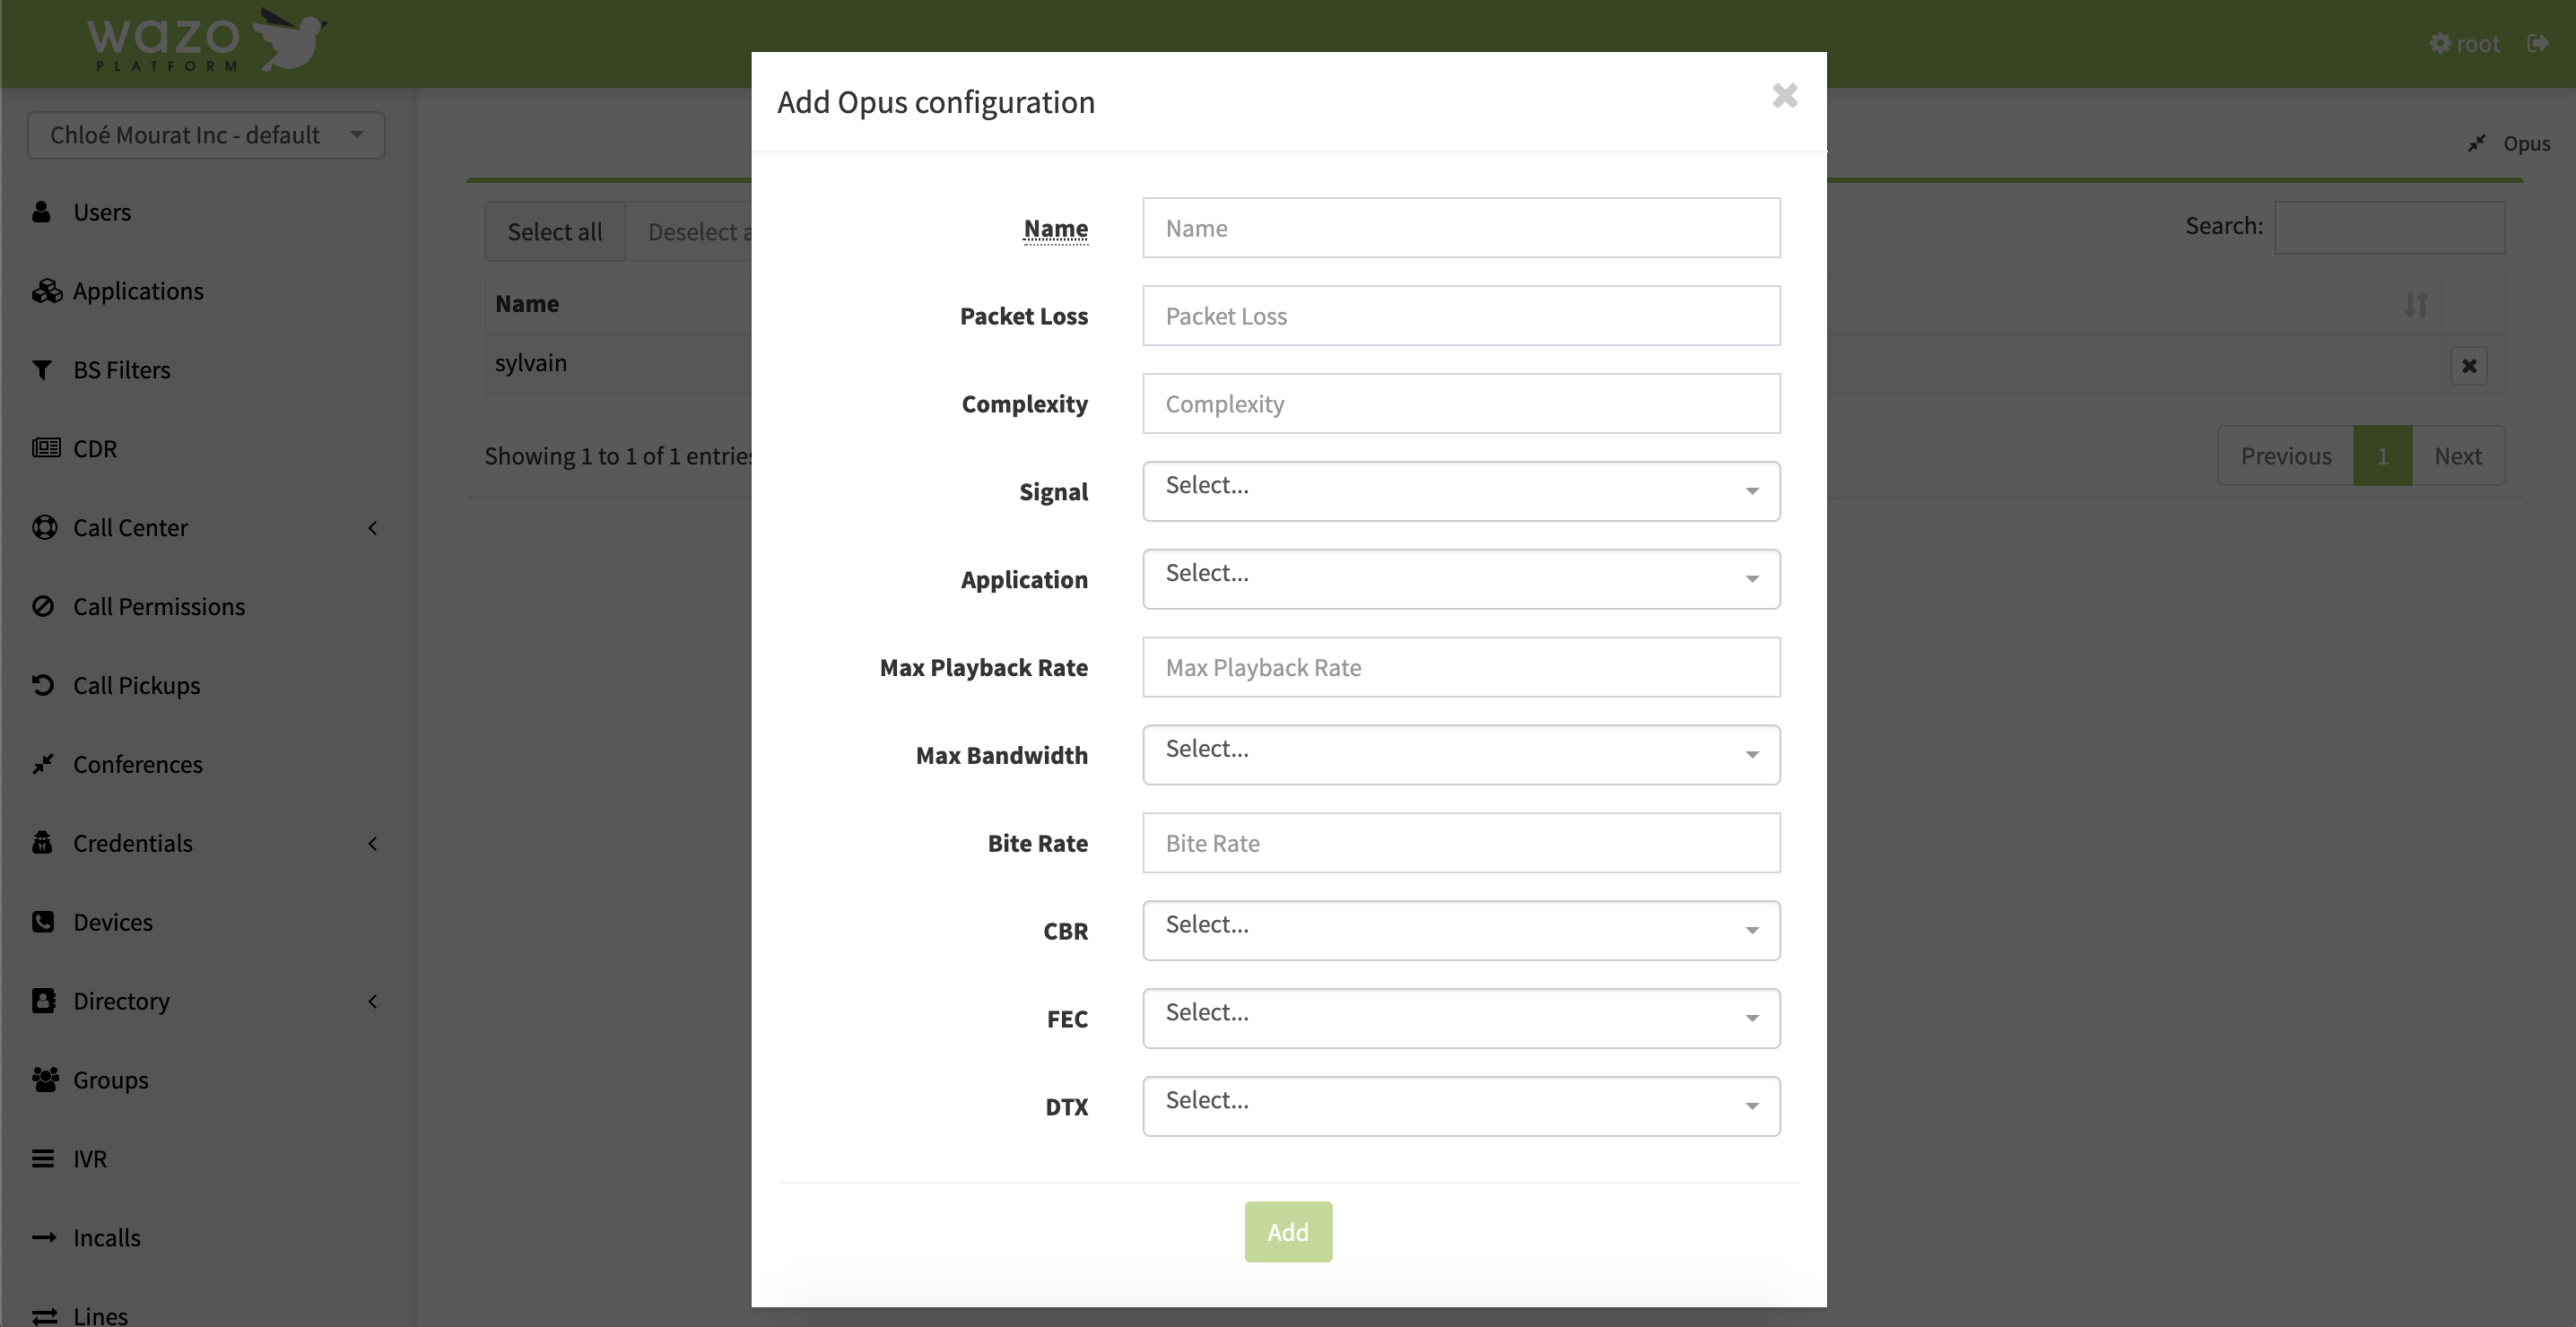 wazo
PLATFORM
root
Chloé Mourat Inc - default
Users
Applications
BS Filters
CDR
Call Center
Call Permissions
Call Pickups
Conferences
Credentials
Devices
Directory
Groups
IVR
Incalls
Lines
Opus
Select all
Deselect a
Search:
Name
sylvain
Showing 1 to 1 of 1 entries
Previous 1 Next
Add Opus configuration
Name Name
Packet Loss Packet Loss
Complexity Complexity
Signal Select...
Application Select...
Max Playback Rate Max Playback Rate
Max Bandwidth Select...
Bite Rate Bite Rate
CBR Select...
FEC Select...
DTX Select...
Add